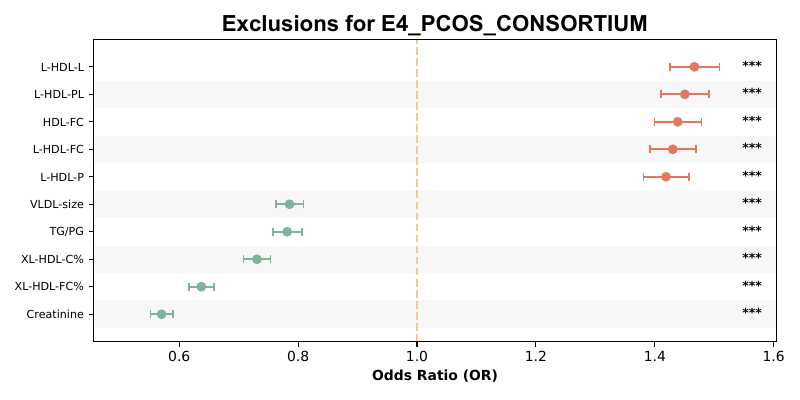 Exclusions for E4_PCOS_CONSORTIUM
L-HDL-L ***
L-HDL-PL ***
HDL-FC ***
L-HDL-FC ***
L-HDL-P ***
VLDL-size ***
TG/PG ***
XL-HDL-C% ***
XL-HDL-FC% ***
Creatinine ***
0.6 0.8 1.0 1.2 1.4 1.6
Odds Ratio (OR)